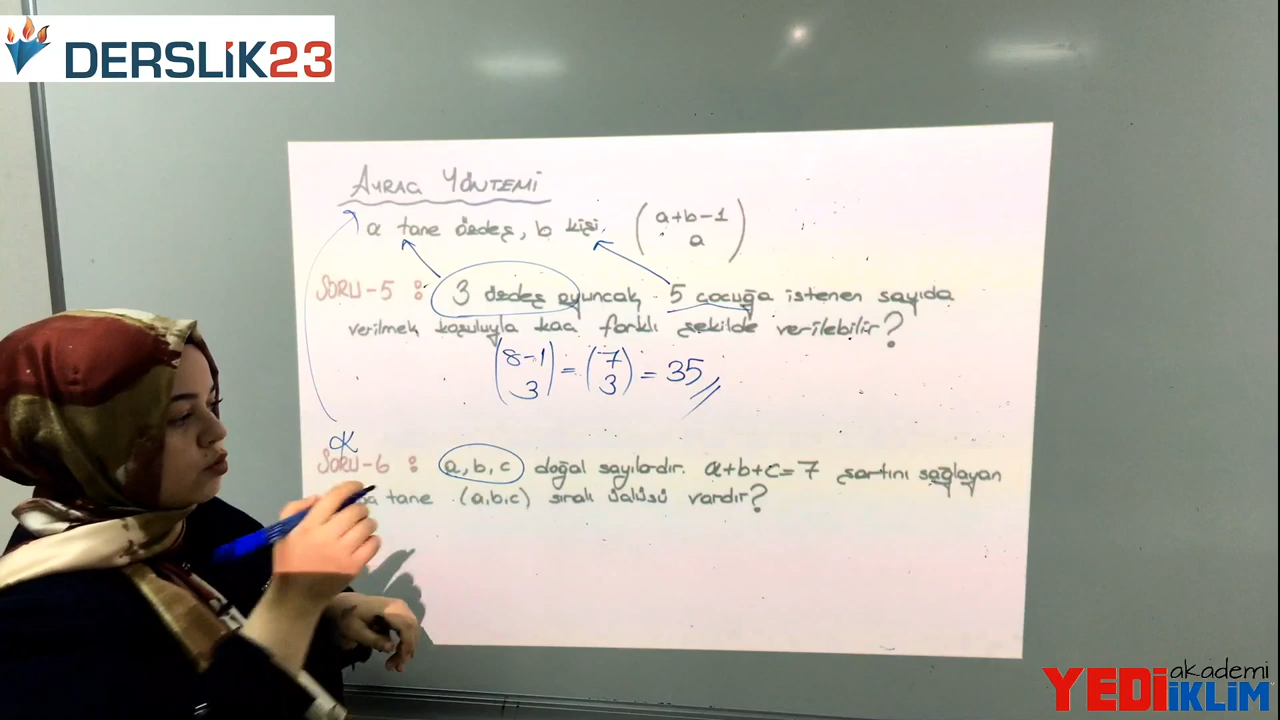 DERSLİK23
AYRAÇ YÖNTEMİ
a tane özdeş, b kişi, (a+b-1
a)
SORU-5 : 3 özdeş oyuncak 5 çocuğa istenen sayıda
verilmek koşuluyla kaç farklı şekilde verilebilir?
(8-1
3) = (7
3) = 35
SORU-6 : a, b, c doğal sayılardır. a+b+c=7 şartını sağlayan
tane (a,b,c) sıralı üçlüsü vardır?
YEDİ İKLİM akademi